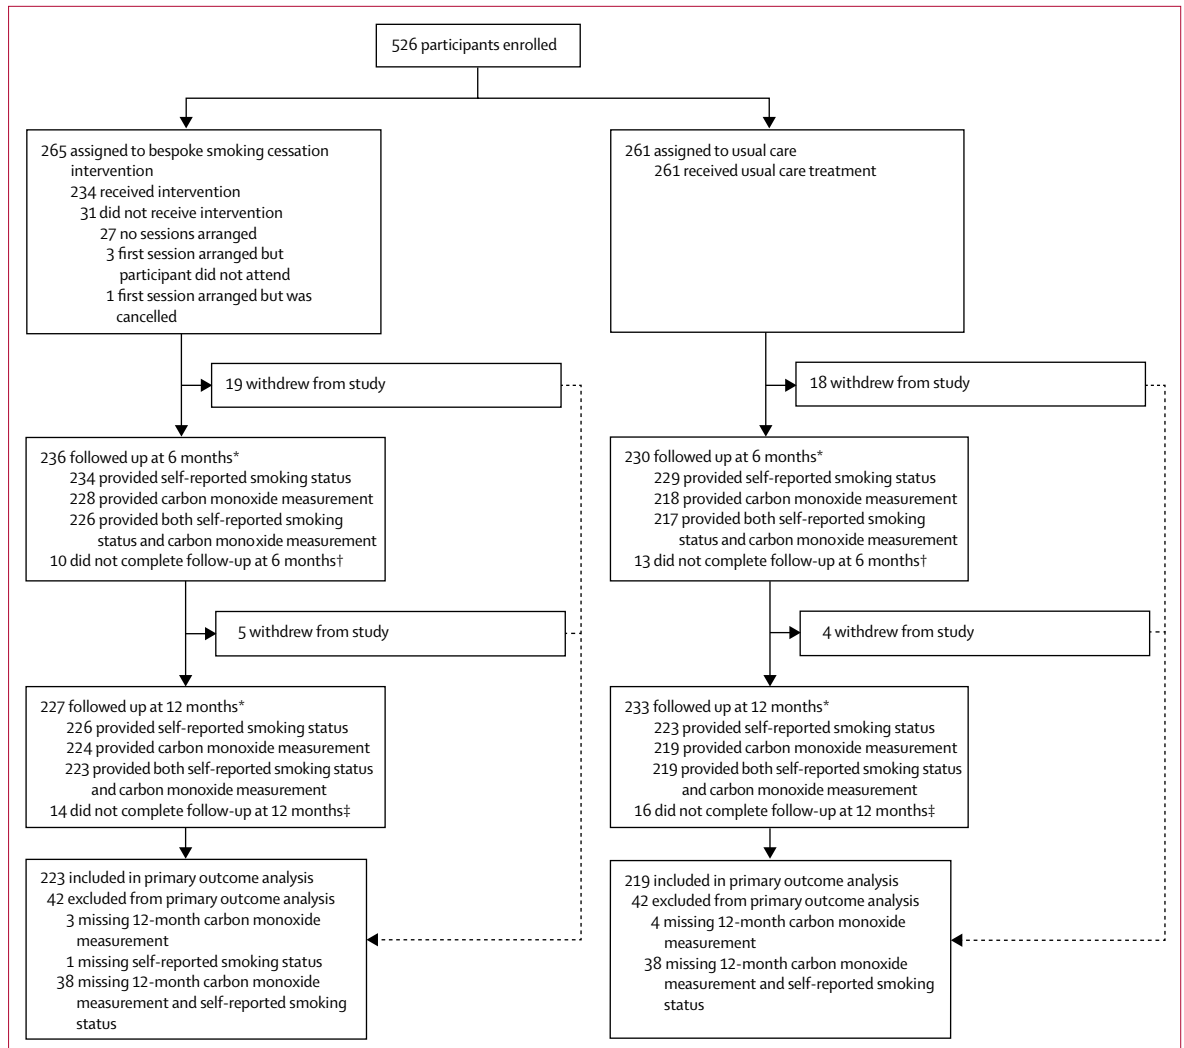 526 participants enrolled
265 assigned to bespoke smoking cessation
intervention
234 received intervention
31 did not receive intervention
27 no sessions arranged
3 first session arranged but
participant did not attend
1 first session arranged but was
cancelled
261 assigned to usual care
261 received usual care treatment
19 withdrew from study
18 withdrew from study
236 followed up at 6 months*
234 provided self-reported smoking status
228 provided carbon monoxide measurement
226 provided both self-reported smoking
status and carbon monoxide measurement
10 did not complete follow-up at 6 months†
230 followed up at 6 months*
229 provided self-reported smoking status
218 provided carbon monoxide measurement
217 provided both self-reported smoking
status and carbon monoxide measurement
13 did not complete follow-up at 6 months†
5 withdrew from study
4 withdrew from study
227 followed up at 12 months*
226 provided self-reported smoking status
224 provided carbon monoxide measurement
223 provided both self-reported smoking status
and carbon monoxide measurement
14 did not complete follow-up at 12 months‡
233 followed up at 12 months*
223 provided self-reported smoking status
219 provided carbon monoxide measurement
219 provided both self-reported smoking status
and carbon monoxide measurement
16 did not complete follow-up at 12 months‡
223 included in primary outcome analysis
42 excluded from primary outcome analysis
3 missing 12-month carbon monoxide
measurement
1 missing self-reported smoking status
38 missing 12-month carbon monoxide
measurement and self-reported smoking
status
219 included in primary outcome analysis
42 excluded from primary outcome analysis
4 missing 12-month carbon monoxide
measurement
38 missing 12-month carbon monoxide
measurement and self-reported smoking
status